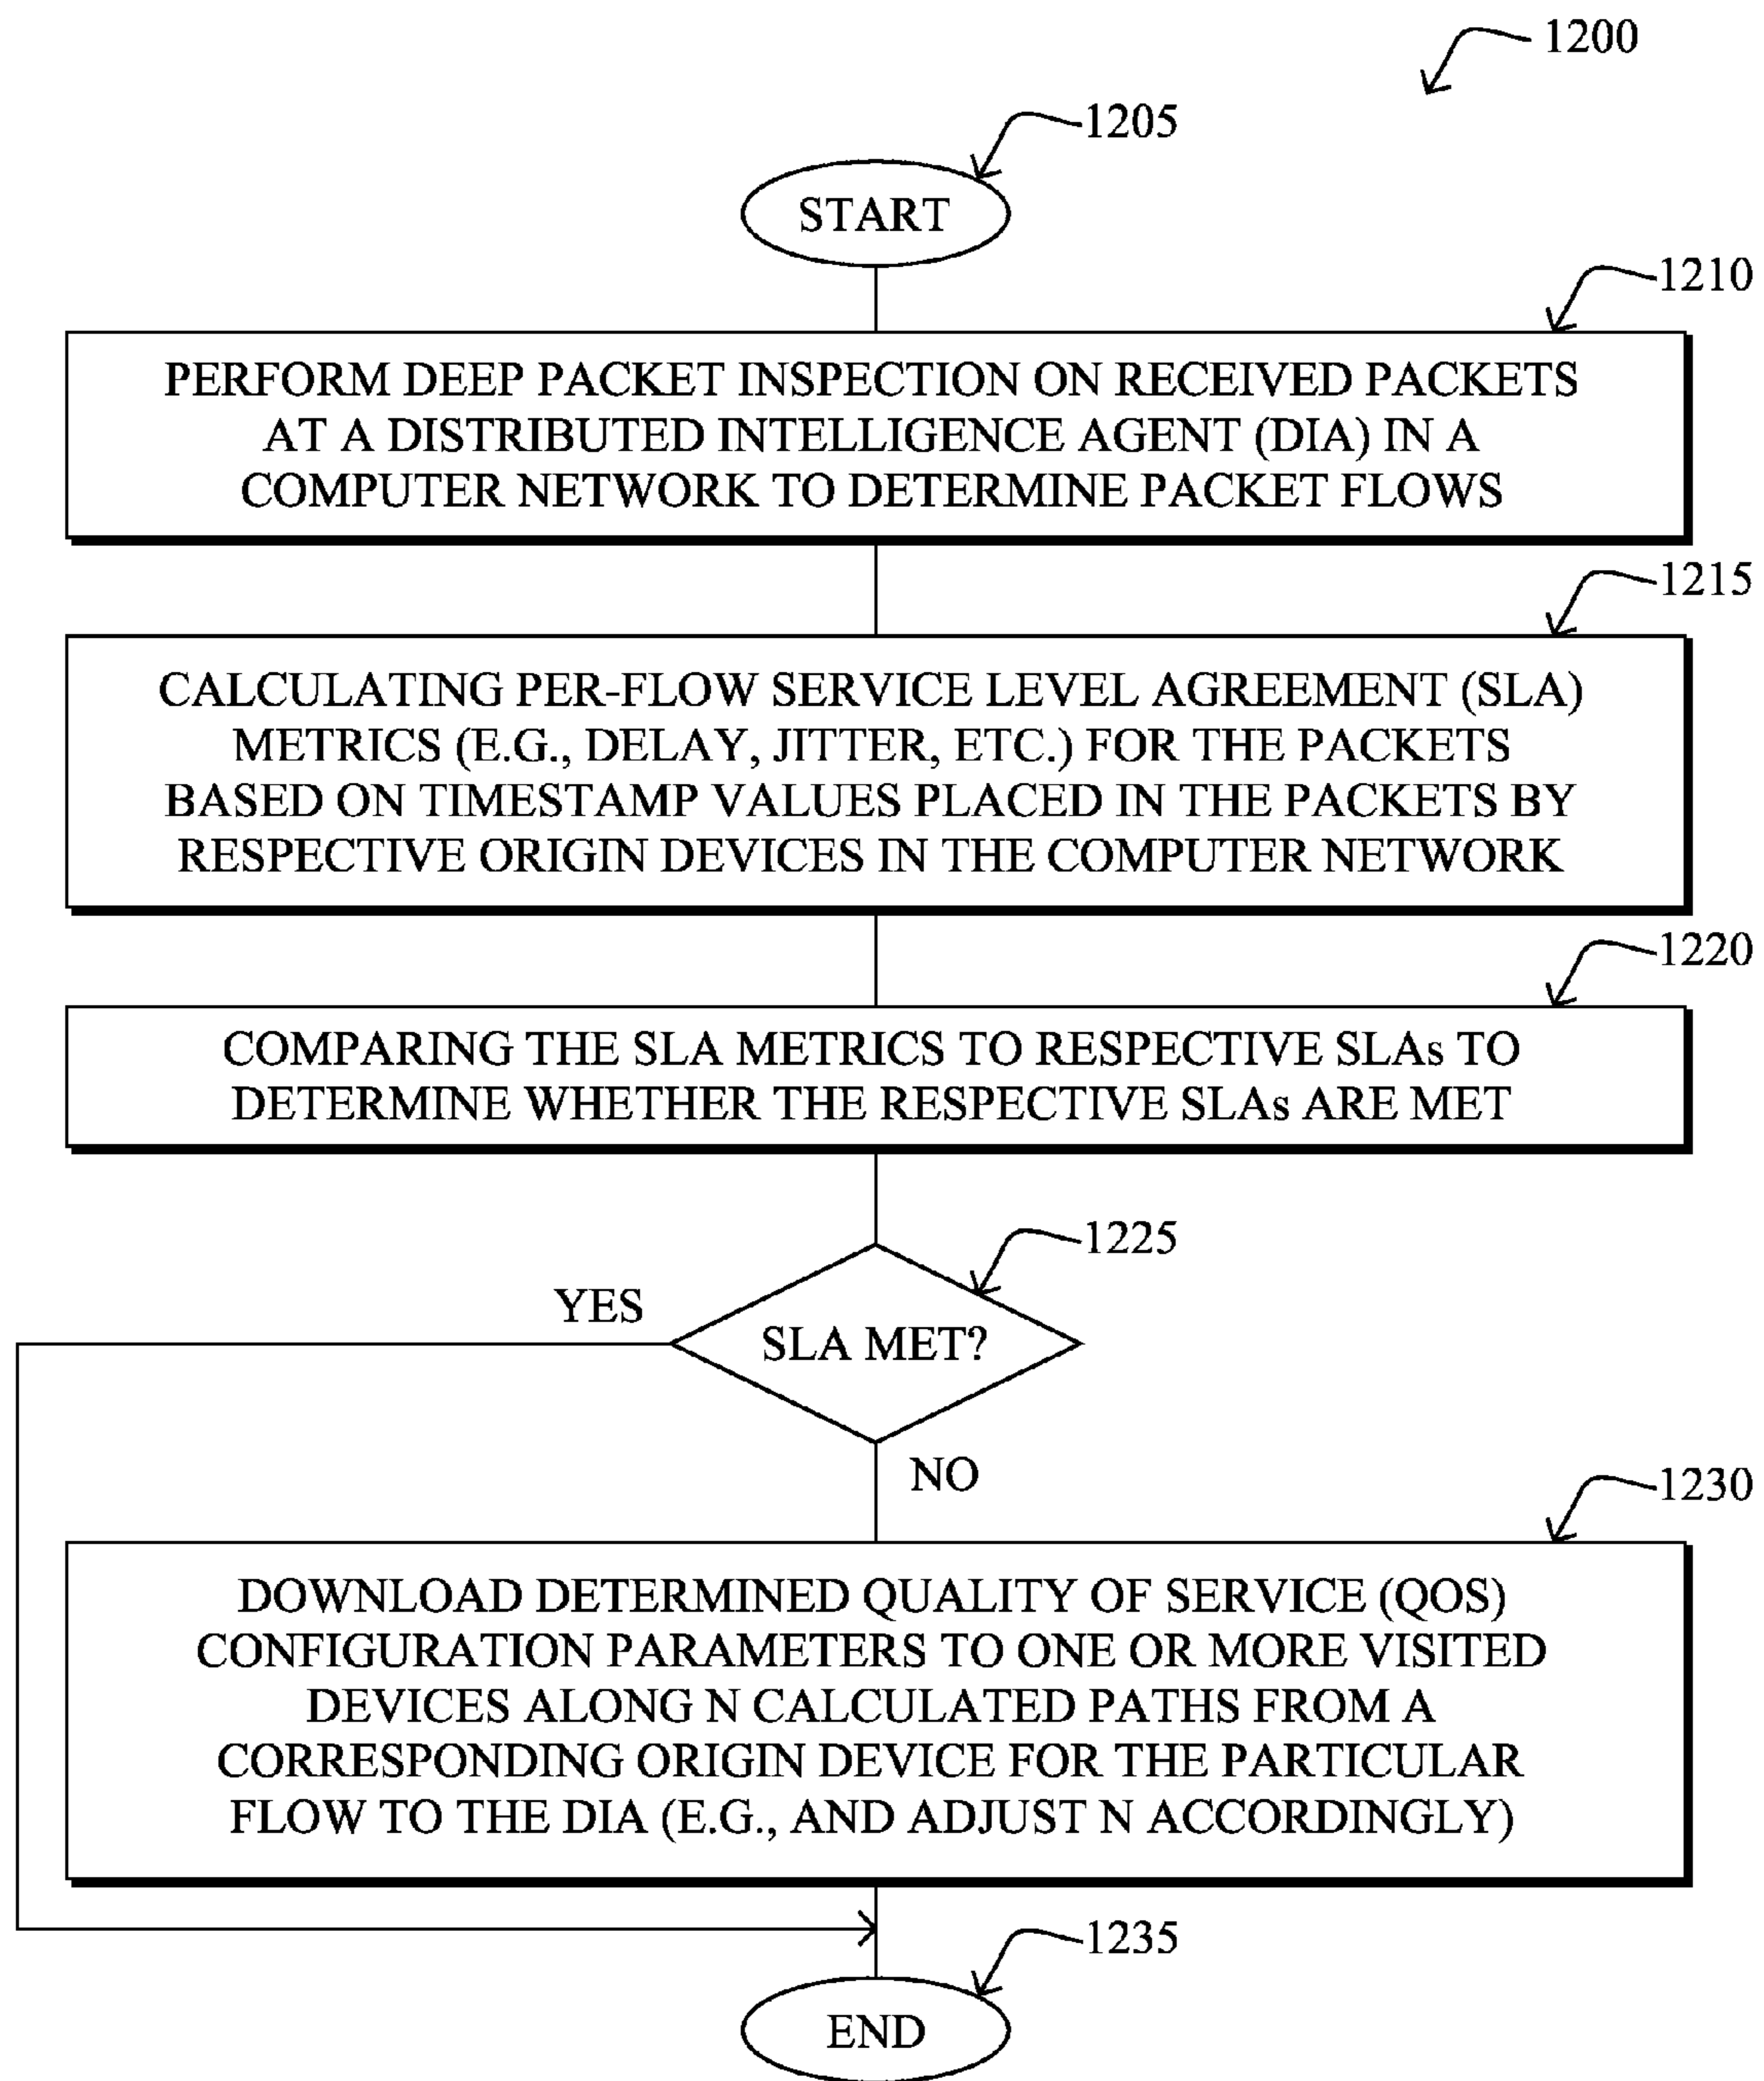 1200
1205
START
1210
PERFORM DEEP PACKET INSPECTION ON RECEIVED PACKETS
AT A DISTRIBUTED INTELLIGENCE AGENT (DIA) IN A
COMPUTER NETWORK TO DETERMINE PACKET FLOWS
1215
CALCULATING PER-FLOW SERVICE LEVEL AGREEMENT (SLA)
METRICS (E.G., DELAY, JITTER, ETC.) FOR THE PACKETS
BASED ON TIMESTAMP VALUES PLACED IN THE PACKETS BY
RESPECTIVE ORIGIN DEVICES IN THE COMPUTER NETWORK
1220
COMPARING THE SLA METRICS TO RESPECTIVE SLAs TO
DETERMINE WHETHER THE RESPECTIVE SLAs ARE MET
1225
YES
SLA MET?
NO
1230
DOWNLOAD DETERMINED QUALITY OF SERVICE (QOS)
CONFIGURATION PARAMETERS TO ONE OR MORE VISITED
DEVICES ALONG N CALCULATED PATHS FROM A
CORRESPONDING ORIGIN DEVICE FOR THE PARTICULAR
FLOW TO THE DIA (E.G., AND ADJUST N ACCORDINGLY)
1235
END